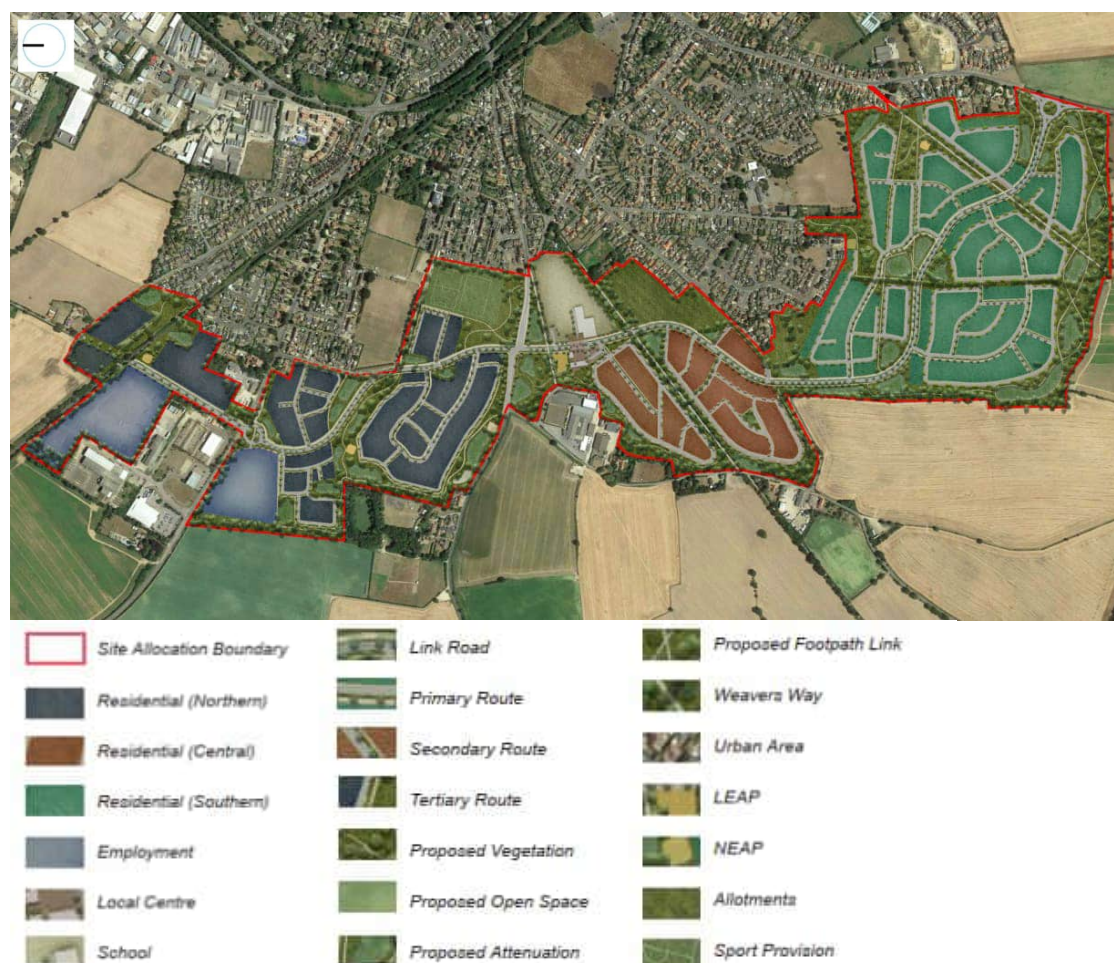 Site Allocation Boundary
Residential (Northern)
Residential (Central)
Residential (Southern)
Employment
Local Centre
School
Link Road
Primary Route
Secondary Route
Tertiary Route
Proposed Vegetation
Proposed Open Space
Proposed Attenuation
Proposed Footpath Link
Weavers Way
Urban Area
LEAP
NEAP
Allotments
Sport Provision